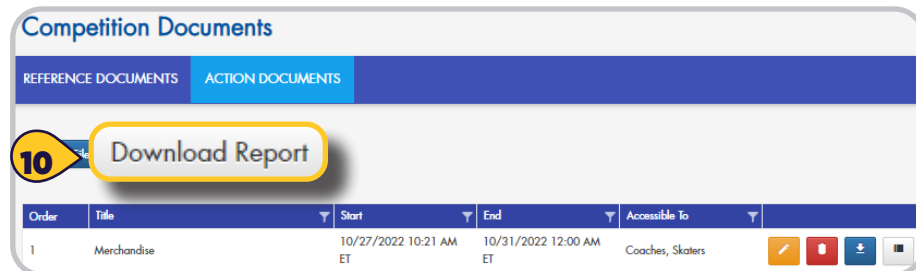 Competition Documents
REFERENCE DOCUMENTS ACTION DOCUMENTS
10 Download Report
Order Title Start End Accessible To
1 Merchandise 10/27/2022 10:21 AM ET 10/31/2022 12:00 AM ET Coaches, Skaters